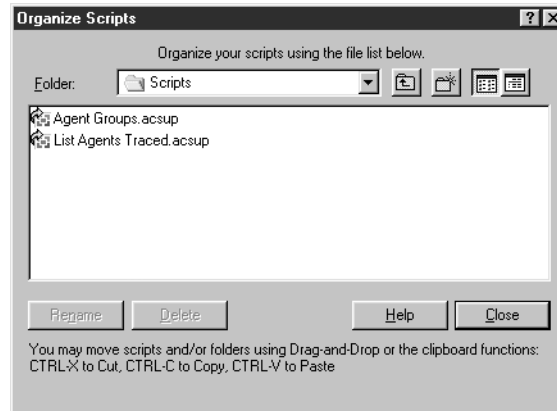 Organize Scripts
Organize your scripts using the file list below.
Folder: Scripts
Agent Groups.acsup
List Agents Traced.acsup
Rename Delete Help Close
You may move scripts and/or folders using Drag-and-Drop or the clipboard functions:
CTRL-X to Cut, CTRL-C to Copy, CTRL-V to Paste